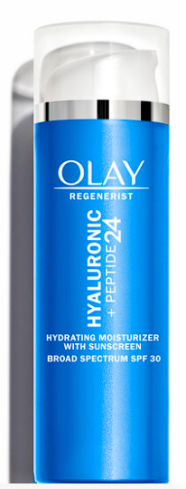 OLAY
REGENERIST
HYALURONIC
+ PEPTIDE 24
HYDRATING MOISTURIZER
WITH SUNSCREEN
BROAD SPECTRUM SPF 30